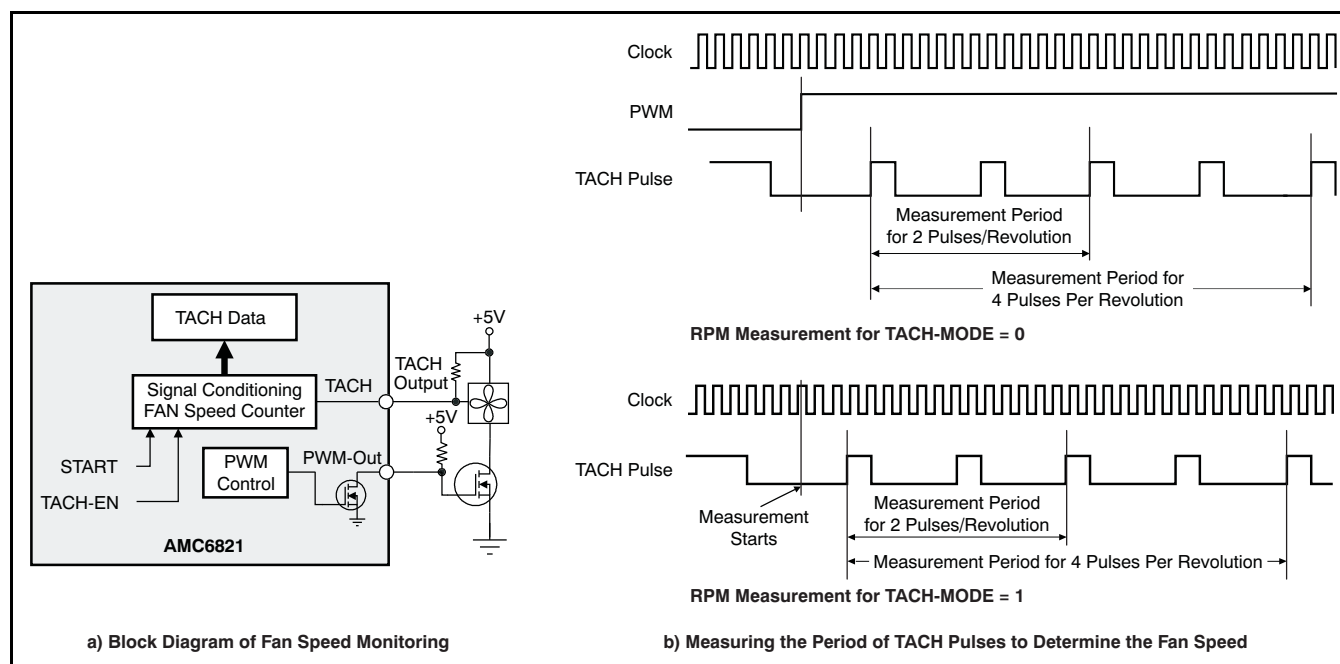 TACH Data
Signal Conditioning
FAN Speed Counter
TACH
TACH
Output
+5V
+5V
START
TACH-EN
PWM
Control
PWM-Out
AMC6821
a) Block Diagram of Fan Speed Monitoring
Clock
PWM
TACH Pulse
Measurement Period
for 2 Pulses/Revolution
Measurement Period for
4 Pulses Per Revolution
RPM Measurement for TACH-MODE = 0
Clock
TACH Pulse
Measurement
Starts
Measurement Period
for 2 Pulses/Revolution
Measurement Period for 4 Pulses Per Revolution
RPM Measurement for TACH-MODE = 1
b) Measuring the Period of TACH Pulses to Determine the Fan Speed